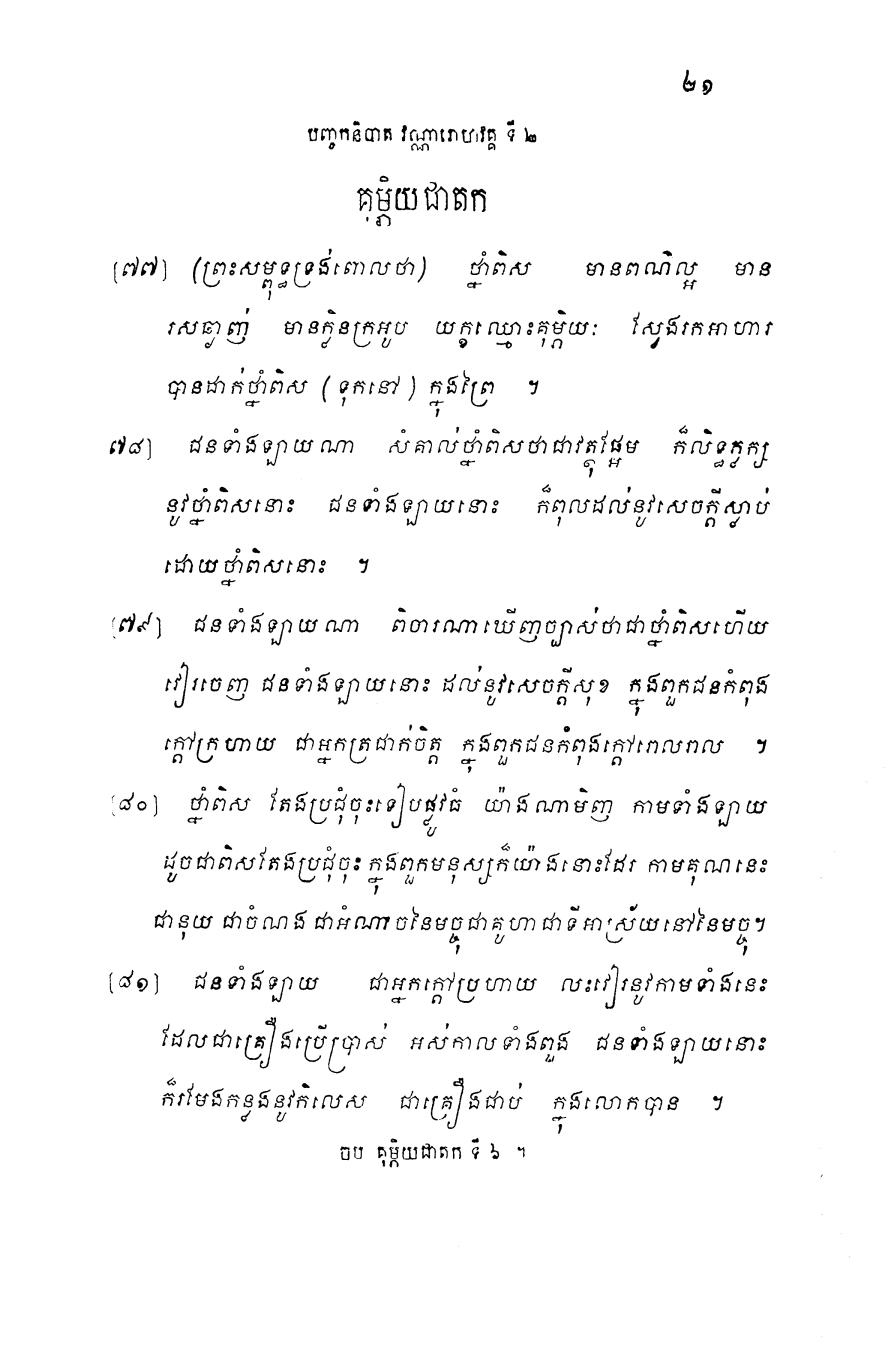 ២១
បញ្ចកនិបាត វណ្ណារោហវគ្គ ទី ២
គុម្ពិយជាតក
[៧៧] (ព្រះសម្ពុទ្ធទ្រង់ពោលថា) ថ្នាំពិស មានពណ៌ល្អ មាន
រសឆ្ងាញ់ មានក្លិនក្រអូប យក្ខឈ្មោះគុម្ពិយៈ ស្វែងរកអាហារ
បានដាក់ថ្នាំពិស (ទុកនៅ) ក្នុងព្រៃ ។
៧៨] ជនទាំងឡាយណា សំគាល់ថ្នាំពិសថាជាវត្ថុផ្អែម ក៏លិទ្ធភ្លក្ស
នូវថ្នាំពិសនោះ ជនទាំងឡាយនោះ ក៏ពុលដល់នូវសេចក្តីស្លាប់
ដោយថ្នាំពិសនោះ ។
[៧៩] ជនទាំងឡាយណា ពិចារណាឃើញច្បាស់ថាជាថ្នាំពិសហើយ
វៀរចេញ ជនទាំងឡាយនោះ ដល់នូវសេចក្តីសុខ ក្នុងពួកជនកំពុង
ក្តៅក្រហាយ ជាអ្នកត្រជាក់ចិត្ត ក្នុងពួកជនកំពុងក្តៅរោលរាល ។
[៨០] ថ្នាំពិស តែងប្រជុំចុះទៀបផ្លូវធំ យ៉ាងណាមិញ កាមទាំងឡាយ
ដូចជាពិសតែងប្រជុំចុះ ក្នុងពួកមនុស្សក៏យ៉ាងនោះដែរ កាមគុណនេះ
ជានុយ ជាចំណង ជាអំណាចនៃមច្ចុជាគូហាជាទីអាស្រ័យនៅនៃមច្ចុ។
[៨១] ជនទាំងឡាយ ជាអ្នកក្តៅប្រហាយ លះវៀរនូវកាមទាំងនេះ
ដែលជាគ្រឿងប្រើប្រាស់ អស់កាលទាំងពួង ជនទាំងឡាយនោះ
ក៏រមែងកន្លងនូវកិលេស ជាគ្រឿងជាប់ ក្នុងលោកបាន ។
ចប គុម្ពិយជាតក ទី ៦ ។